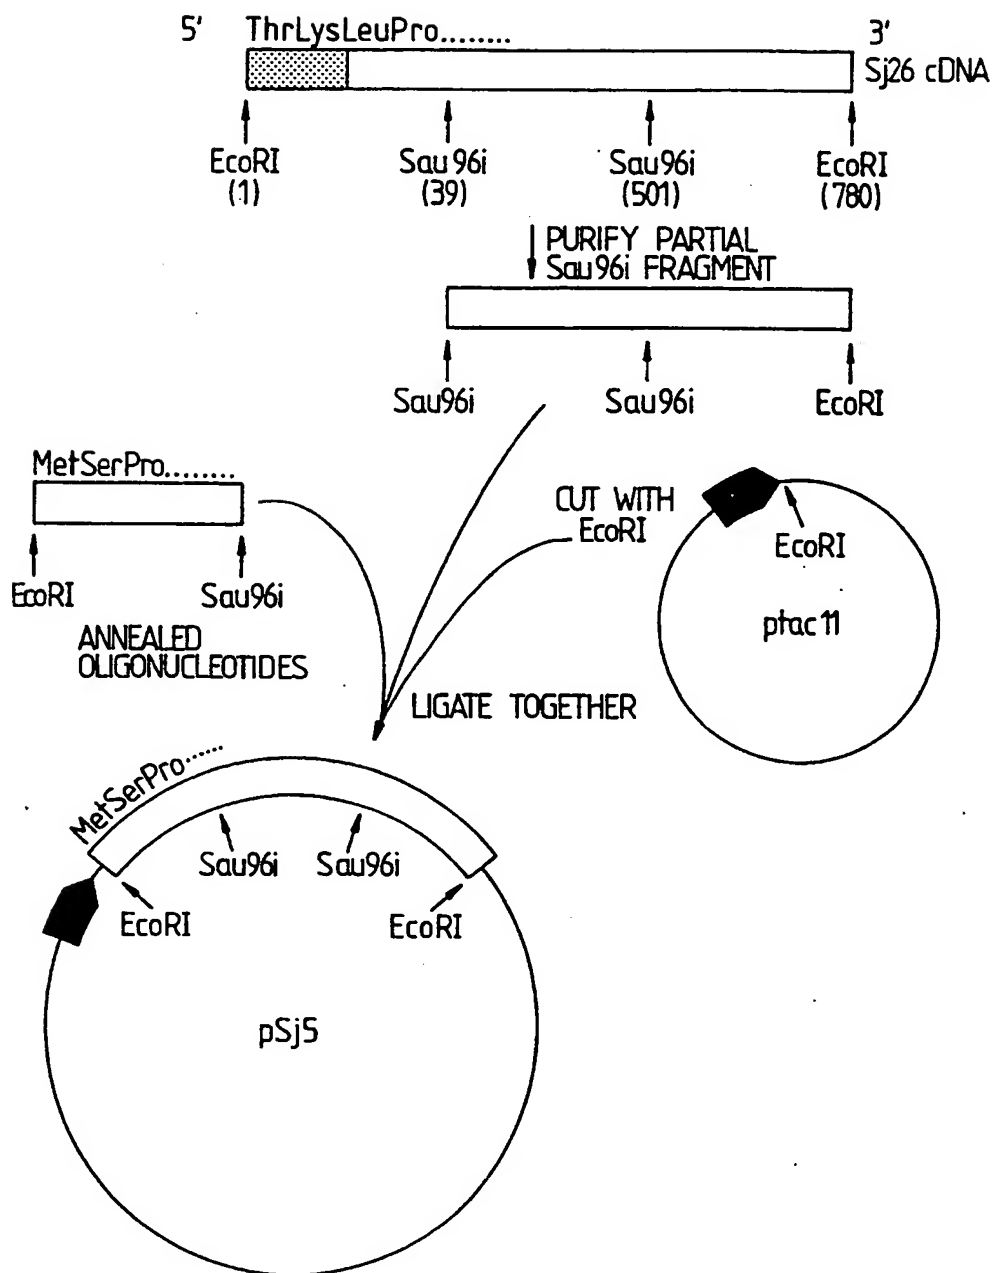 5' ThrLysLeuPro........ 3'
Sj26 cDNA
EcoRI Sau96i Sau96i EcoRI
(1) (39) (501) (780)
PURIFY PARTIAL
Sau96i FRAGMENT
Sau96i Sau96i EcoRI
MetSerPro........
CUT WITH
EcoRI
EcoRI
EcoRI Sau96i
ptac11
ANNEALED
OLIGONUCLEOTIDES
LIGATE TOGETHER
MetSerPro......
Sau96i Sau96i
EcoRI EcoRI
pSj5